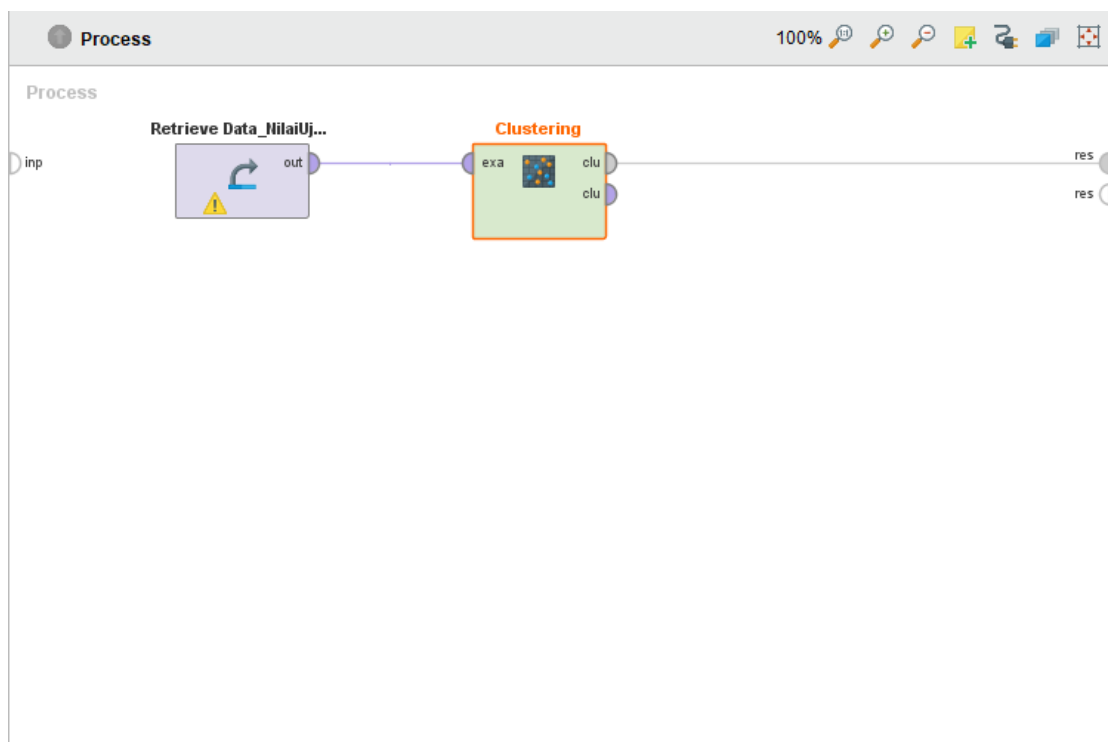 Process
100%
Process
Retrieve Data_NilaiUj...
Clustering
inp
out
exa
clu
clu
res
res